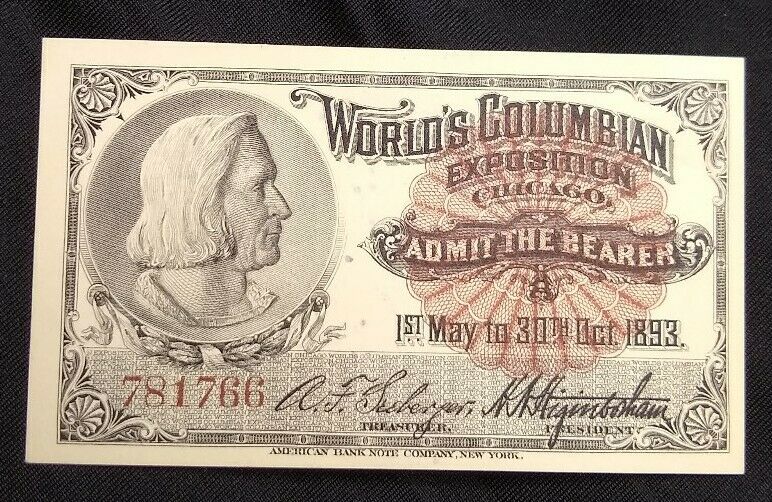 WORLD'S COLUMBIAN
EXPOSITION
CHICAGO,
ADMIT THE BEARER
1ST May to 30TH Oct. 1893.
781766
A. F. Seeberger,
H. N. Higinbotham
TREASURER.
PRESIDENT.
AMERICAN BANK NOTE COMPANY, NEW YORK.